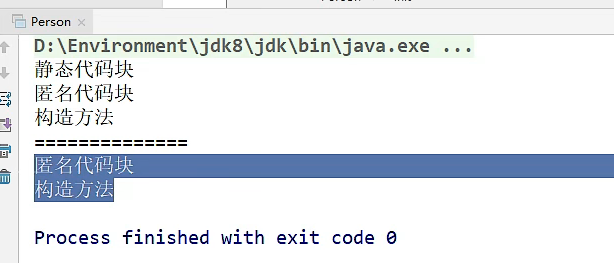 Person
D:\Environment\jdk8\jdk\bin\java.exe ...
静态代码块
匿名代码块
构造方法
==============
匿名代码块
构造方法
Process finished with exit code 0